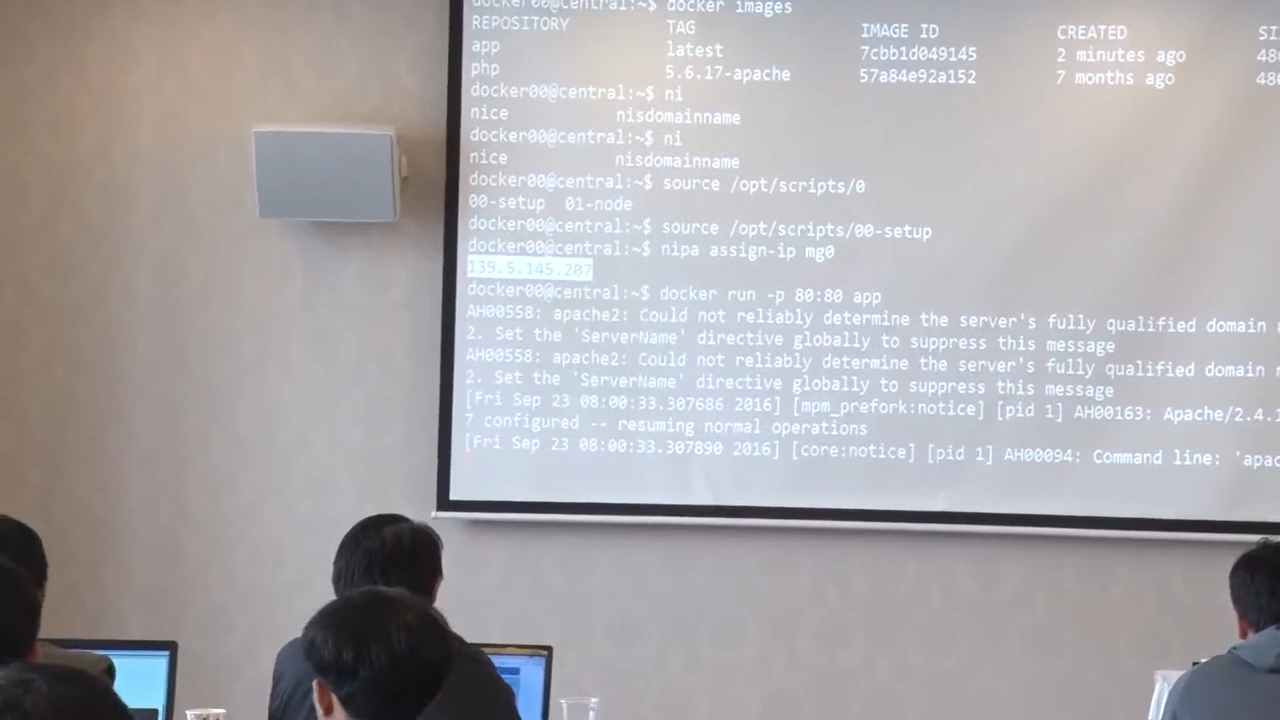 docker00@central:~$ docker images
REPOSITORY TAG IMAGE ID CREATED
app latest 7cbb1d049145 2 minutes ago
php 5.6.17-apache 57a84e92a152 7 months ago
docker00@central:~$ ni
nice nisdomainname
docker00@central:~$ ni
nice nisdomainname
docker00@central:~$ source /opt/scripts/0
00-setup 01-node
docker00@central:~$ source /opt/scripts/00-setup
docker00@central:~$ nipa assign-ip mg0
139.5.145.207
docker00@central:~$ docker run -p 80:80 app
AH00558: apache2: Could not reliably determine the server's fully qualified domain
2. Set the 'ServerName' directive globally to suppress this message
AH00558: apache2: Could not reliably determine the server's fully qualified domain
2. Set the 'ServerName' directive globally to suppress this message
[Fri Sep 23 08:00:33.307686 2016] [mpm_prefork:notice] [pid 1] AH00163: Apache/2.4.
7 configured -- resuming normal operations
[Fri Sep 23 08:00:33.307890 2016] [core:notice] [pid 1] AH00094: Command line: 'apac